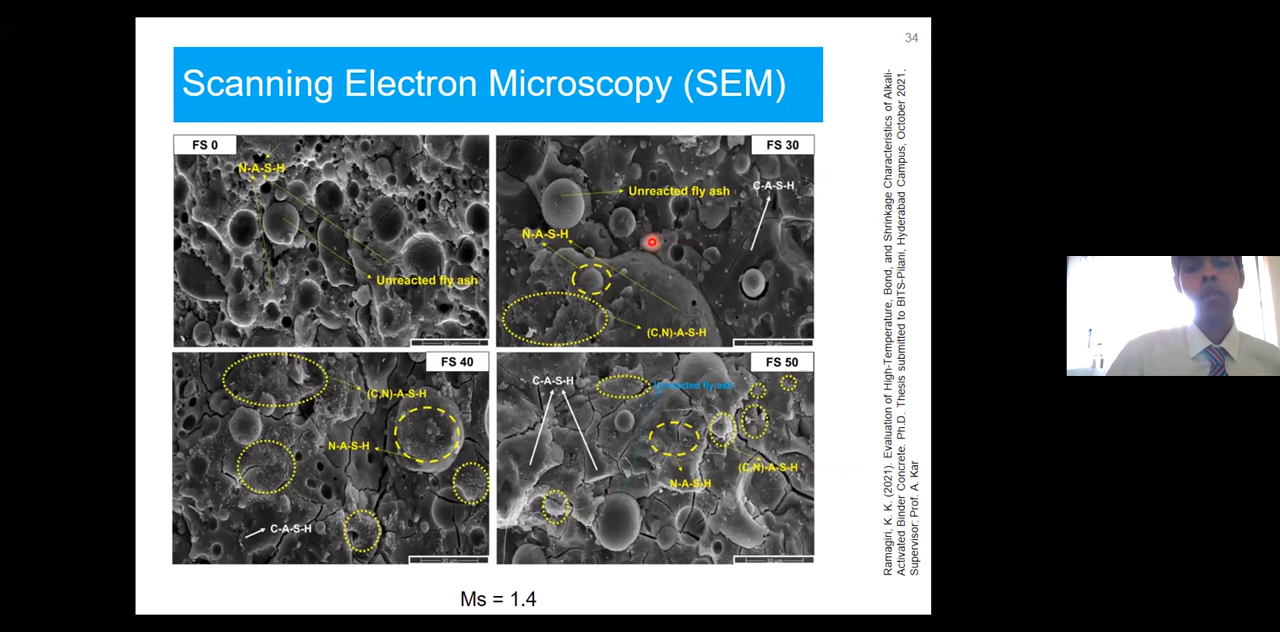 34
Scanning Electron Microscopy (SEM)
FS 0
N-A-S-H
Unreacted fly ash
FS 30
Unreacted fly ash
C-A-S-H
N-A-S-H
(C,N)-A-S-H
FS 40
(C,N)-A-S-H
N-A-S-H
C-A-S-H
FS 50
C-A-S-H
Unreacted fly ash
(C,N)-A-S-H
N-A-S-H
Ms = 1.4
Ramagiri, K. K. (2021). Evaluation of High-Temperature, Bond, and Shrinkage Characteristics of Alkali-
Activated Binder Concrete. Ph.D. Thesis submitted to BITS-Pilani, Hyderabad Campus, October 2021,
Supervisor: Prof. A. Kar